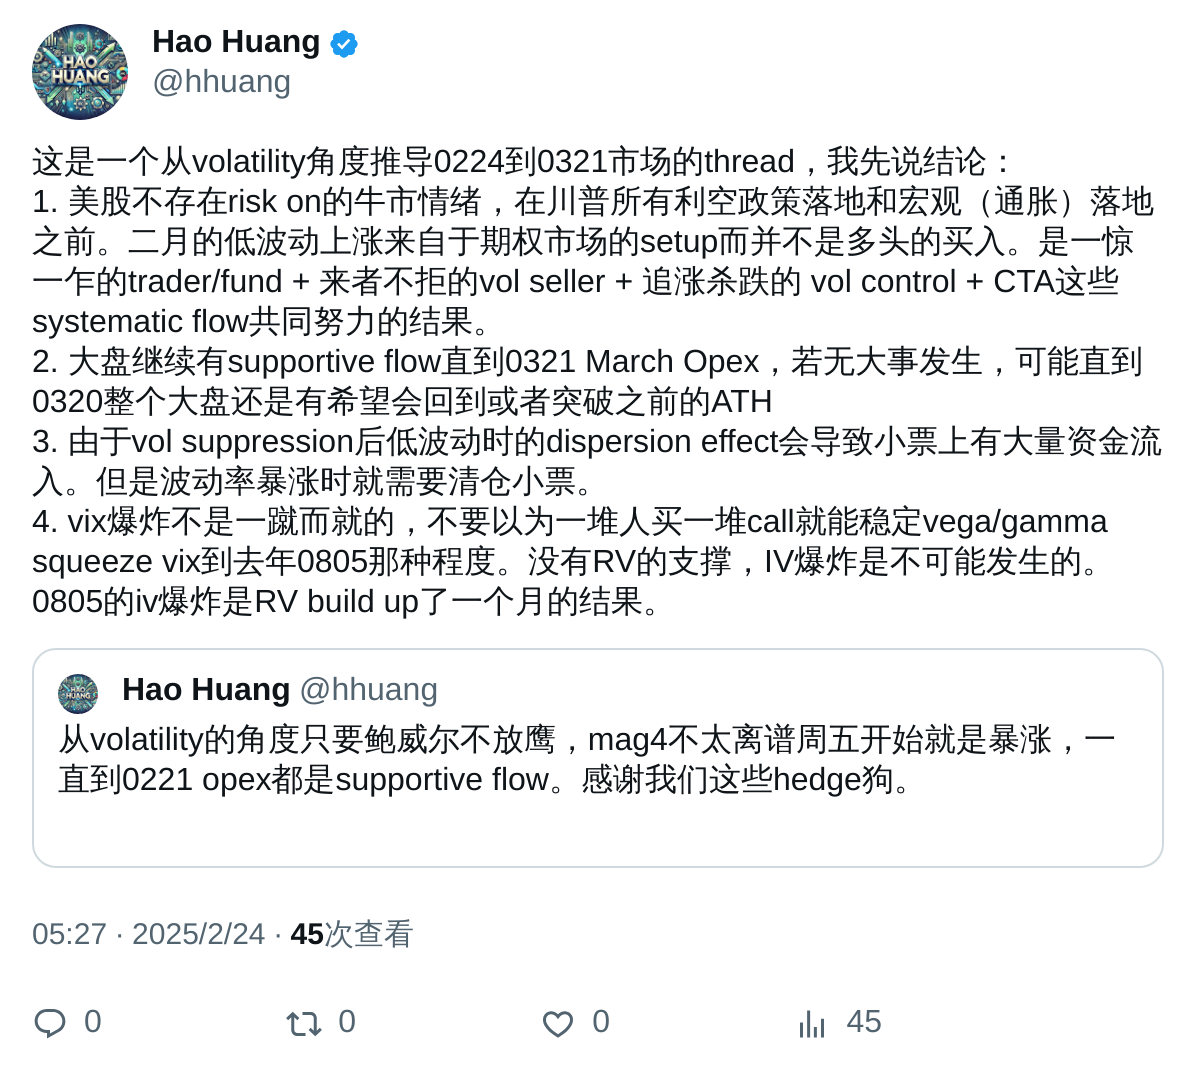 HAO
HUANG
Hao Huang
@hhuang
这是一个从volatility角度推导0224到0321市场的thread，我先说结论：
1. 美股不存在risk on的牛市情绪，在川普所有利空政策落地和宏观（通胀）落地
之前。二月的低波动上涨来自于期权市场的setup而并不是多头的买入。是一惊
一乍的trader/fund + 来者不拒的vol seller + 追涨杀跌的 vol control + CTA这些
systematic flow共同努力的结果。
2. 大盘继续有supportive flow直到0321 March Opex，若无大事发生，可能直到
0320整个大盘还是有希望会回到或者突破之前的ATH
3. 由于vol suppression后低波动时的dispersion effect会导致小票上有大量资金流
入。但是波动率暴涨时就需要清仓小票。
4. vix爆炸不是一蹴而就的，不要以为一堆人买一堆call就能稳定vega/gamma
squeeze vix到去年0805那种程度。没有RV的支撑，IV爆炸是不可能发生的。
0805的iv爆炸是RV build up了一个月的结果。
HAO
HUANG
Hao Huang @hhuang
从volatility的角度只要鲍威尔不放鹰，mag4不太离谱周五开始就是暴涨，一
直到0221 opex都是supportive flow。感谢我们这些hedge狗。
05:27 · 2025/2/24 · 45次查看
0 0 0 45